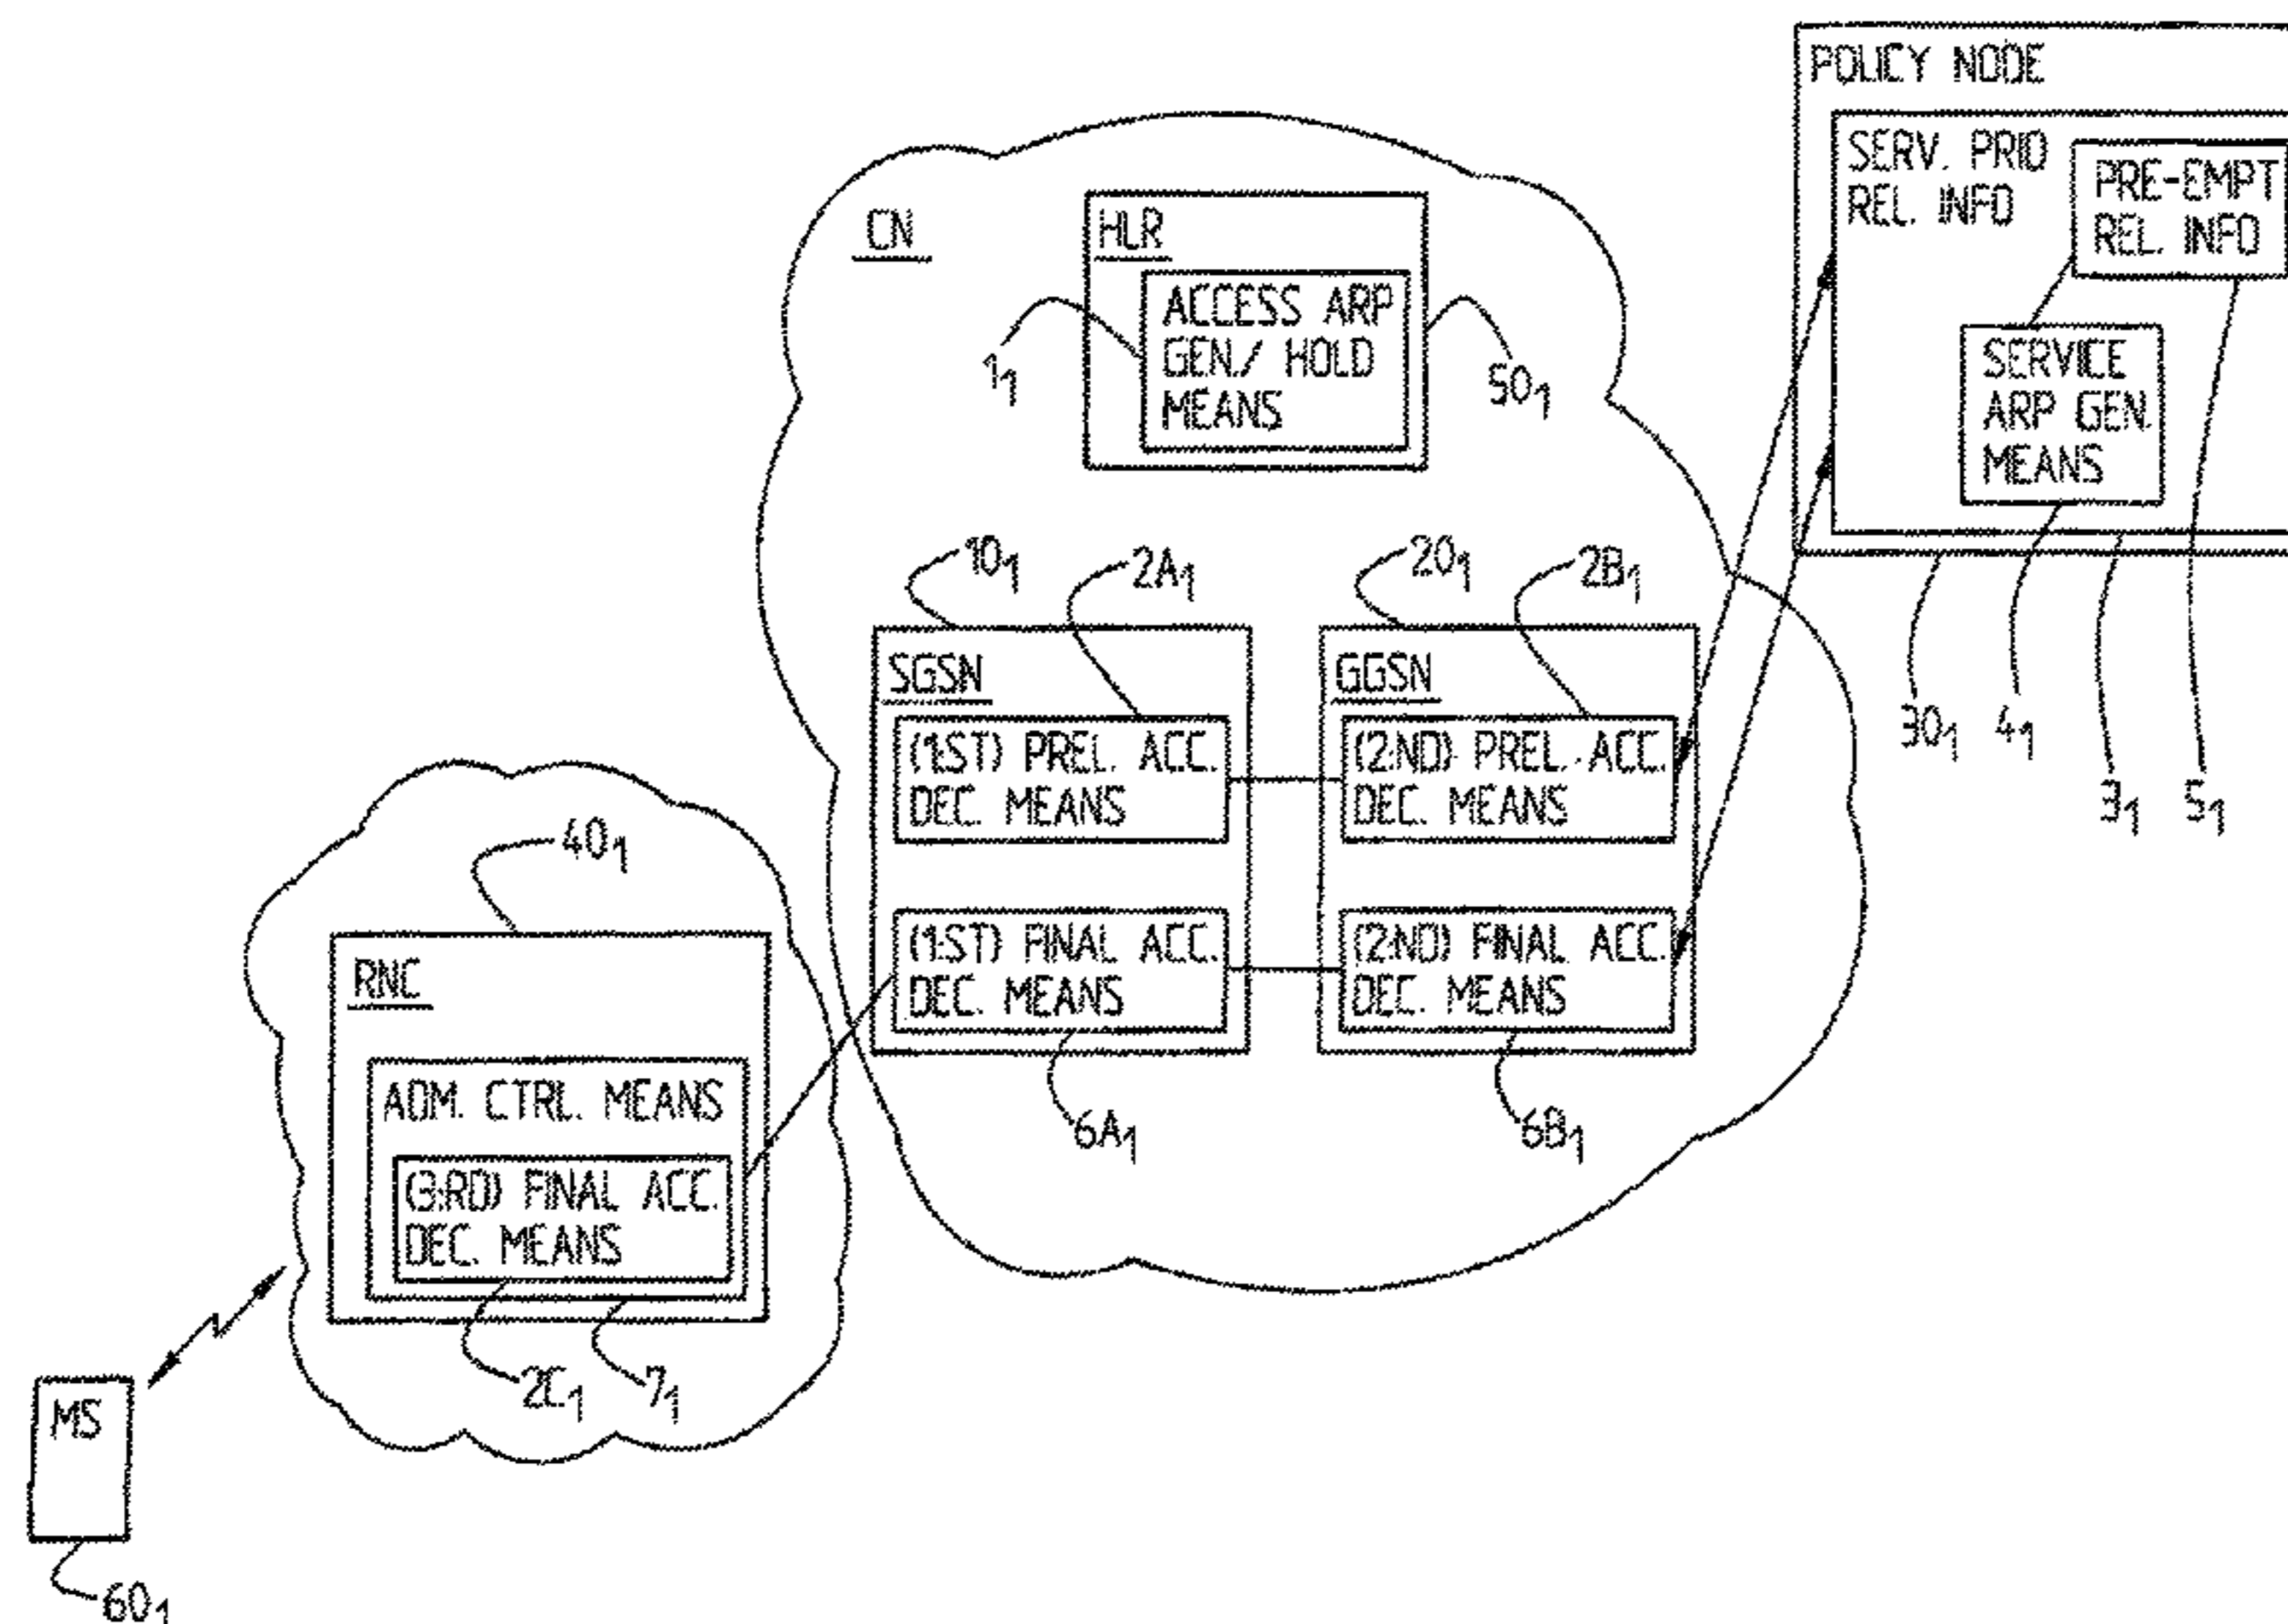 POLICY NODE
SERV. PRIO
REL. INFO
PRE-EMPT
REL. INFO
SERVICE
ARP GEN.
MEANS
30₁
4₁
3₁
5₁
CN
HLR
ACCESS ARP
GEN./ HOLD
MEANS
1₁
50₁
10₁
2A₁
20₁
2B₁
SGSN
(1:ST) PREL. ACC.
DEC. MEANS
(1:ST) FINAL ACC.
DEC. MEANS
6A₁
GGSN
(2:ND) PREL. ACC.
DEC. MEANS
(2:ND) FINAL ACC.
DEC. MEANS
6B₁
40₁
RNC
ADM. CTRL. MEANS
(3:RD) FINAL ACC.
DEC. MEANS
2C₁
7₁
MS
60₁